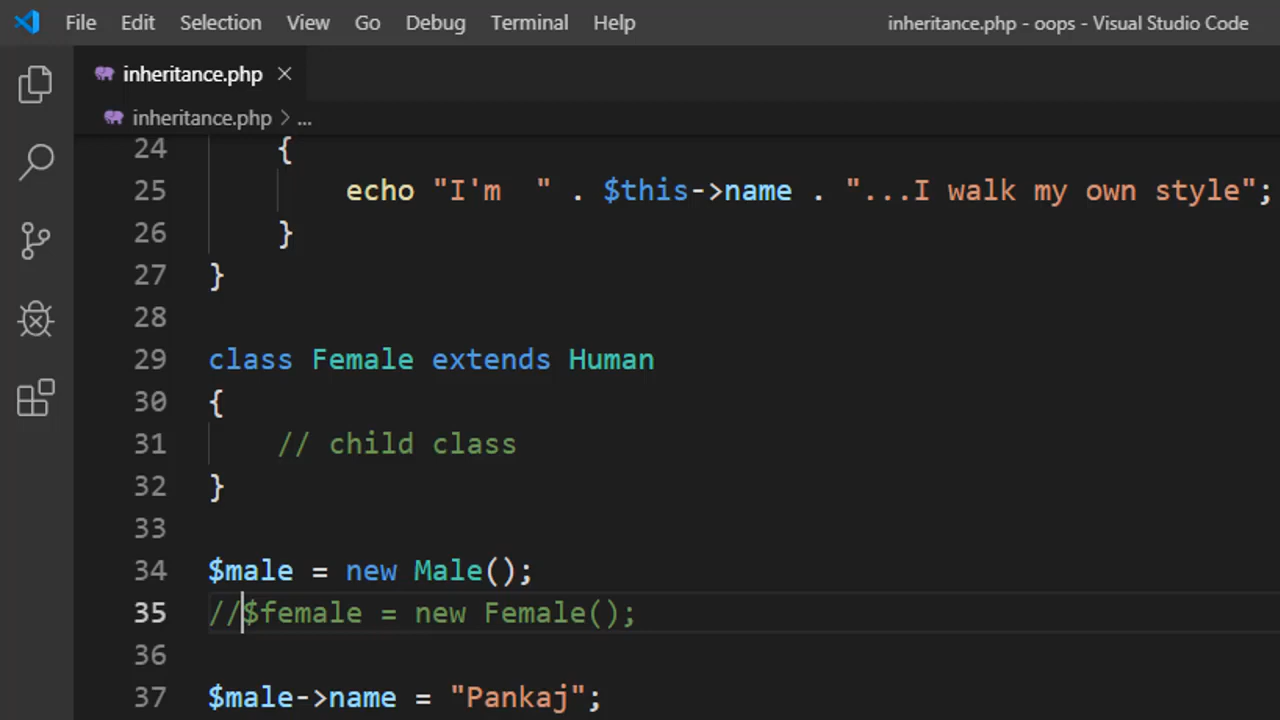 File Edit Selection View Go Debug Terminal Help inheritance.php - oops - Visual Studio Code
inheritance.php
inheritance.php > ...
24 {
25 echo "I'm  " . $this->name . "...I walk my own style";
26 }
27 }
28
29 class Female extends Human
30 {
31 // child class
32 }
33
34 $male = new Male();
35 //$female = new Female();
36
37 $male->name = "Pankaj";